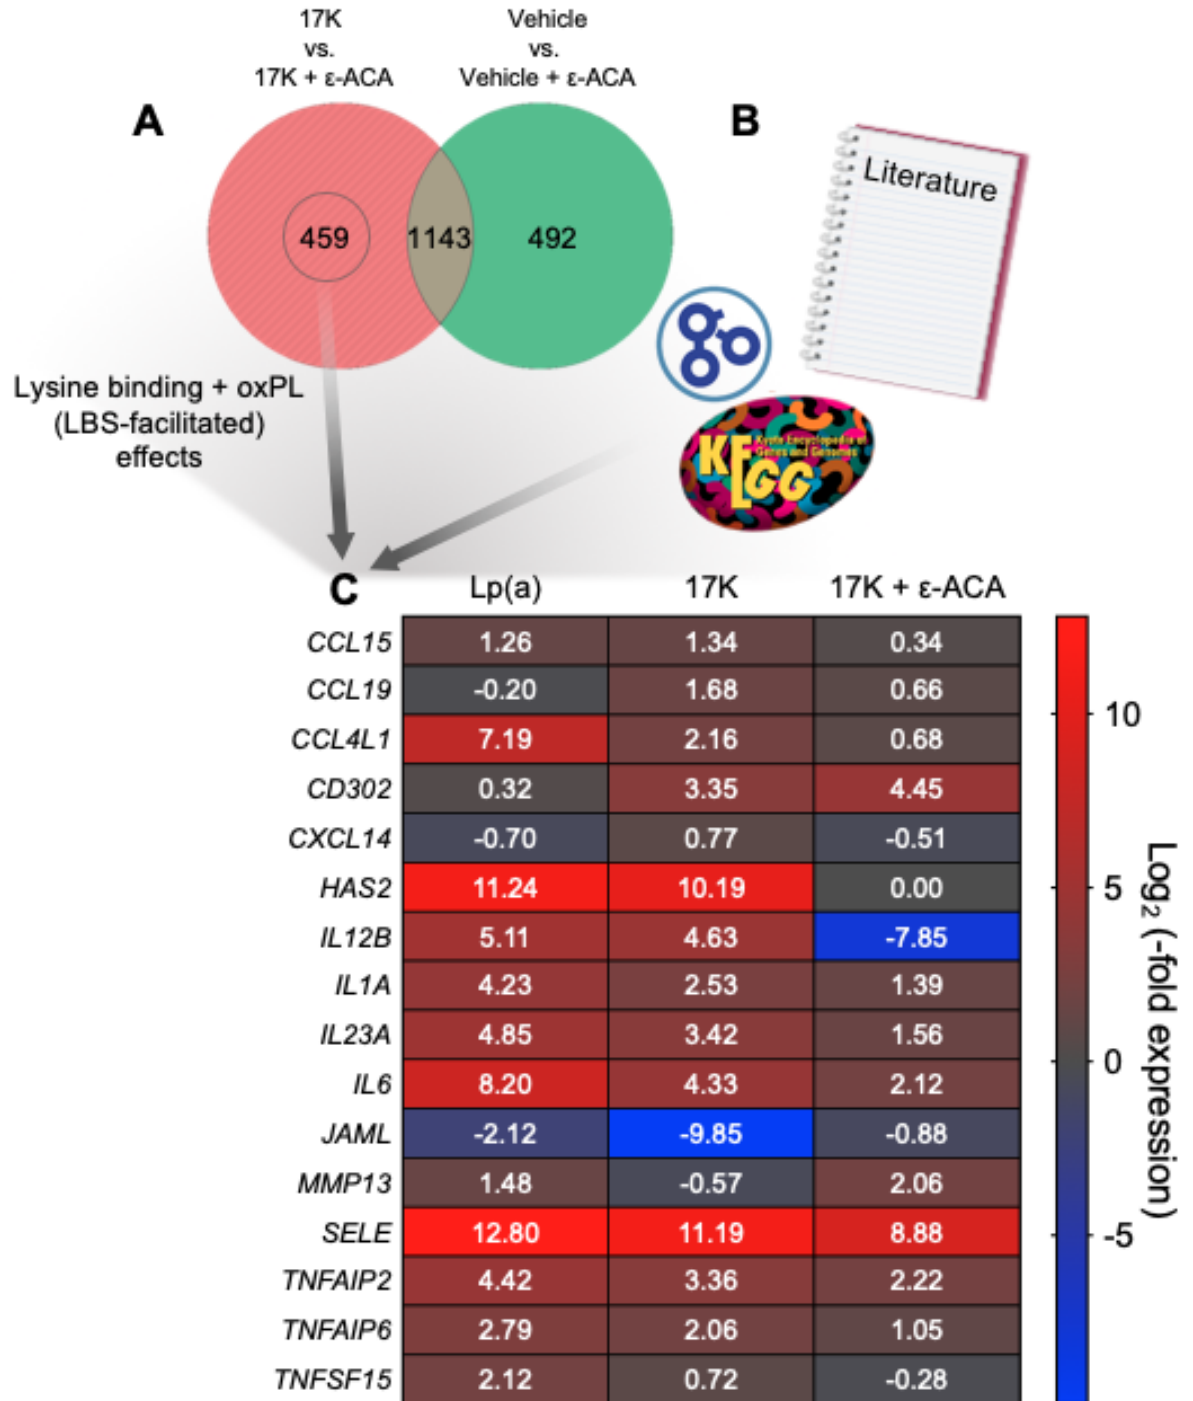 17K
vs.
17K + ε-ACA
Vehicle
vs.
Vehicle + ε-ACA
A
B
459
1143
492
Literature
Lysine binding + oxPL
(LBS-facilitated)
effects
KEGG
Kyoto Encyclopedia of
Genes and Genomes
C
Lp(a) 17K 17K + ε-ACA
CCL15 1.26 1.34 0.34
CCL19 -0.20 1.68 0.66
CCL4L1 7.19 2.16 0.68
CD302 0.32 3.35 4.45
CXCL14 -0.70 0.77 -0.51
HAS2 11.24 10.19 0.00
IL12B 5.11 4.63 -7.85
IL1A 4.23 2.53 1.39
IL23A 4.85 3.42 1.56
IL6 8.20 4.33 2.12
JAML -2.12 -9.85 -0.88
MMP13 1.48 -0.57 2.06
SELE 12.80 11.19 8.88
TNFAIP2 4.42 3.36 2.22
TNFAIP6 2.79 2.06 1.05
TNFSF15 2.12 0.72 -0.28
10
5
0
-5
Log₂ (-fold expression)